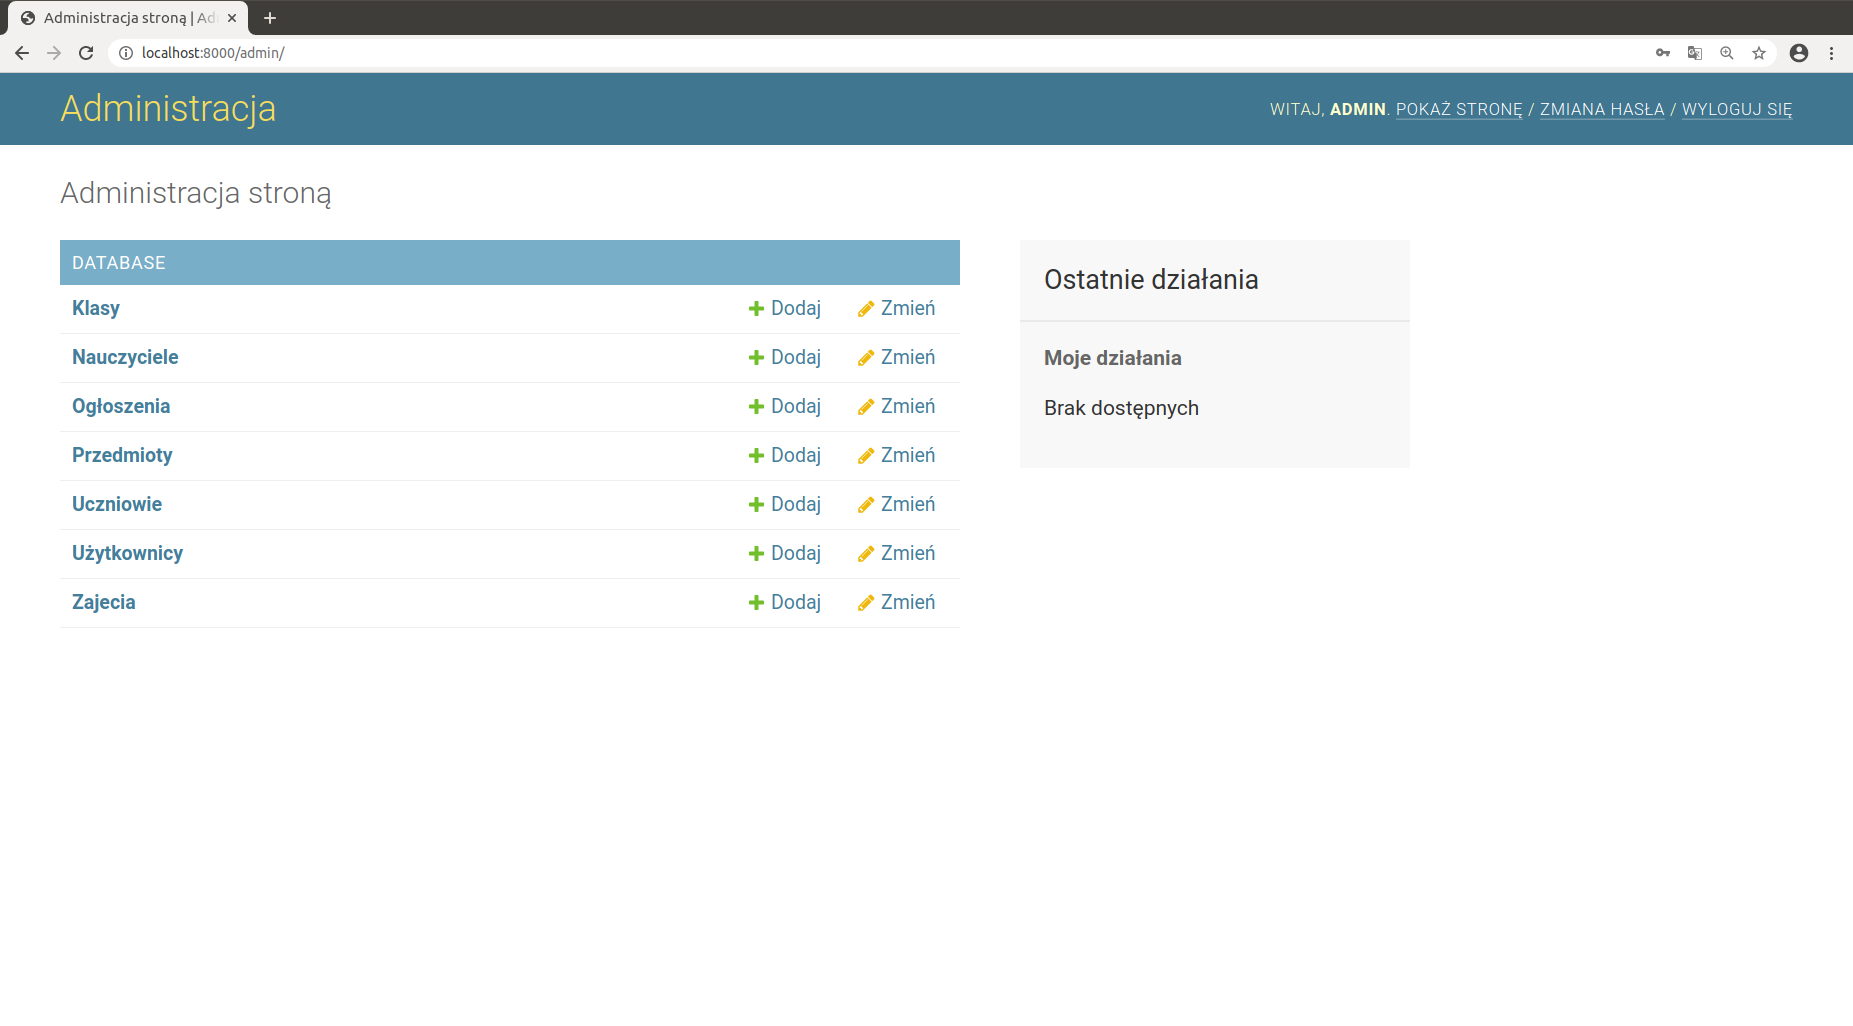 Administracja stroną | Ad
localhost:8000/admin/
Administracja
WITAJ, ADMIN. POKAŻ STRONĘ / ZMIANA HASŁA / WYLOGUJ SIĘ
Administracja stroną
DATABASE
Klasy Dodaj Zmień
Nauczyciele Dodaj Zmień
Ogłoszenia Dodaj Zmień
Przedmioty Dodaj Zmień
Uczniowie Dodaj Zmień
Użytkownicy Dodaj Zmień
Zajecia Dodaj Zmień
Ostatnie działania
Moje działania
Brak dostępnych